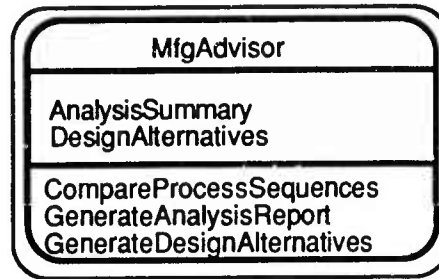 MfgAdvisor
AnalysisSummary
DesignAlternatives
CompareProcessSequences
GenerateAnalysisReport
GenerateDesignAlternatives